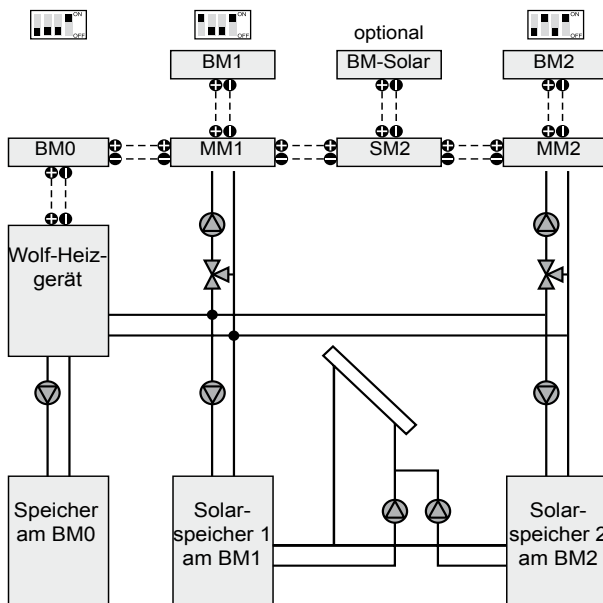 ON
OFF
ON
OFF
optional
ON
OFF
BM1
BM-Solar
BM2
BM0
MM1
SM2
MM2
Wolf-Heiz-
gerät
Speicher
am BM0
Solar-
speicher 1
am BM1
Solar-
speicher 2
am BM2